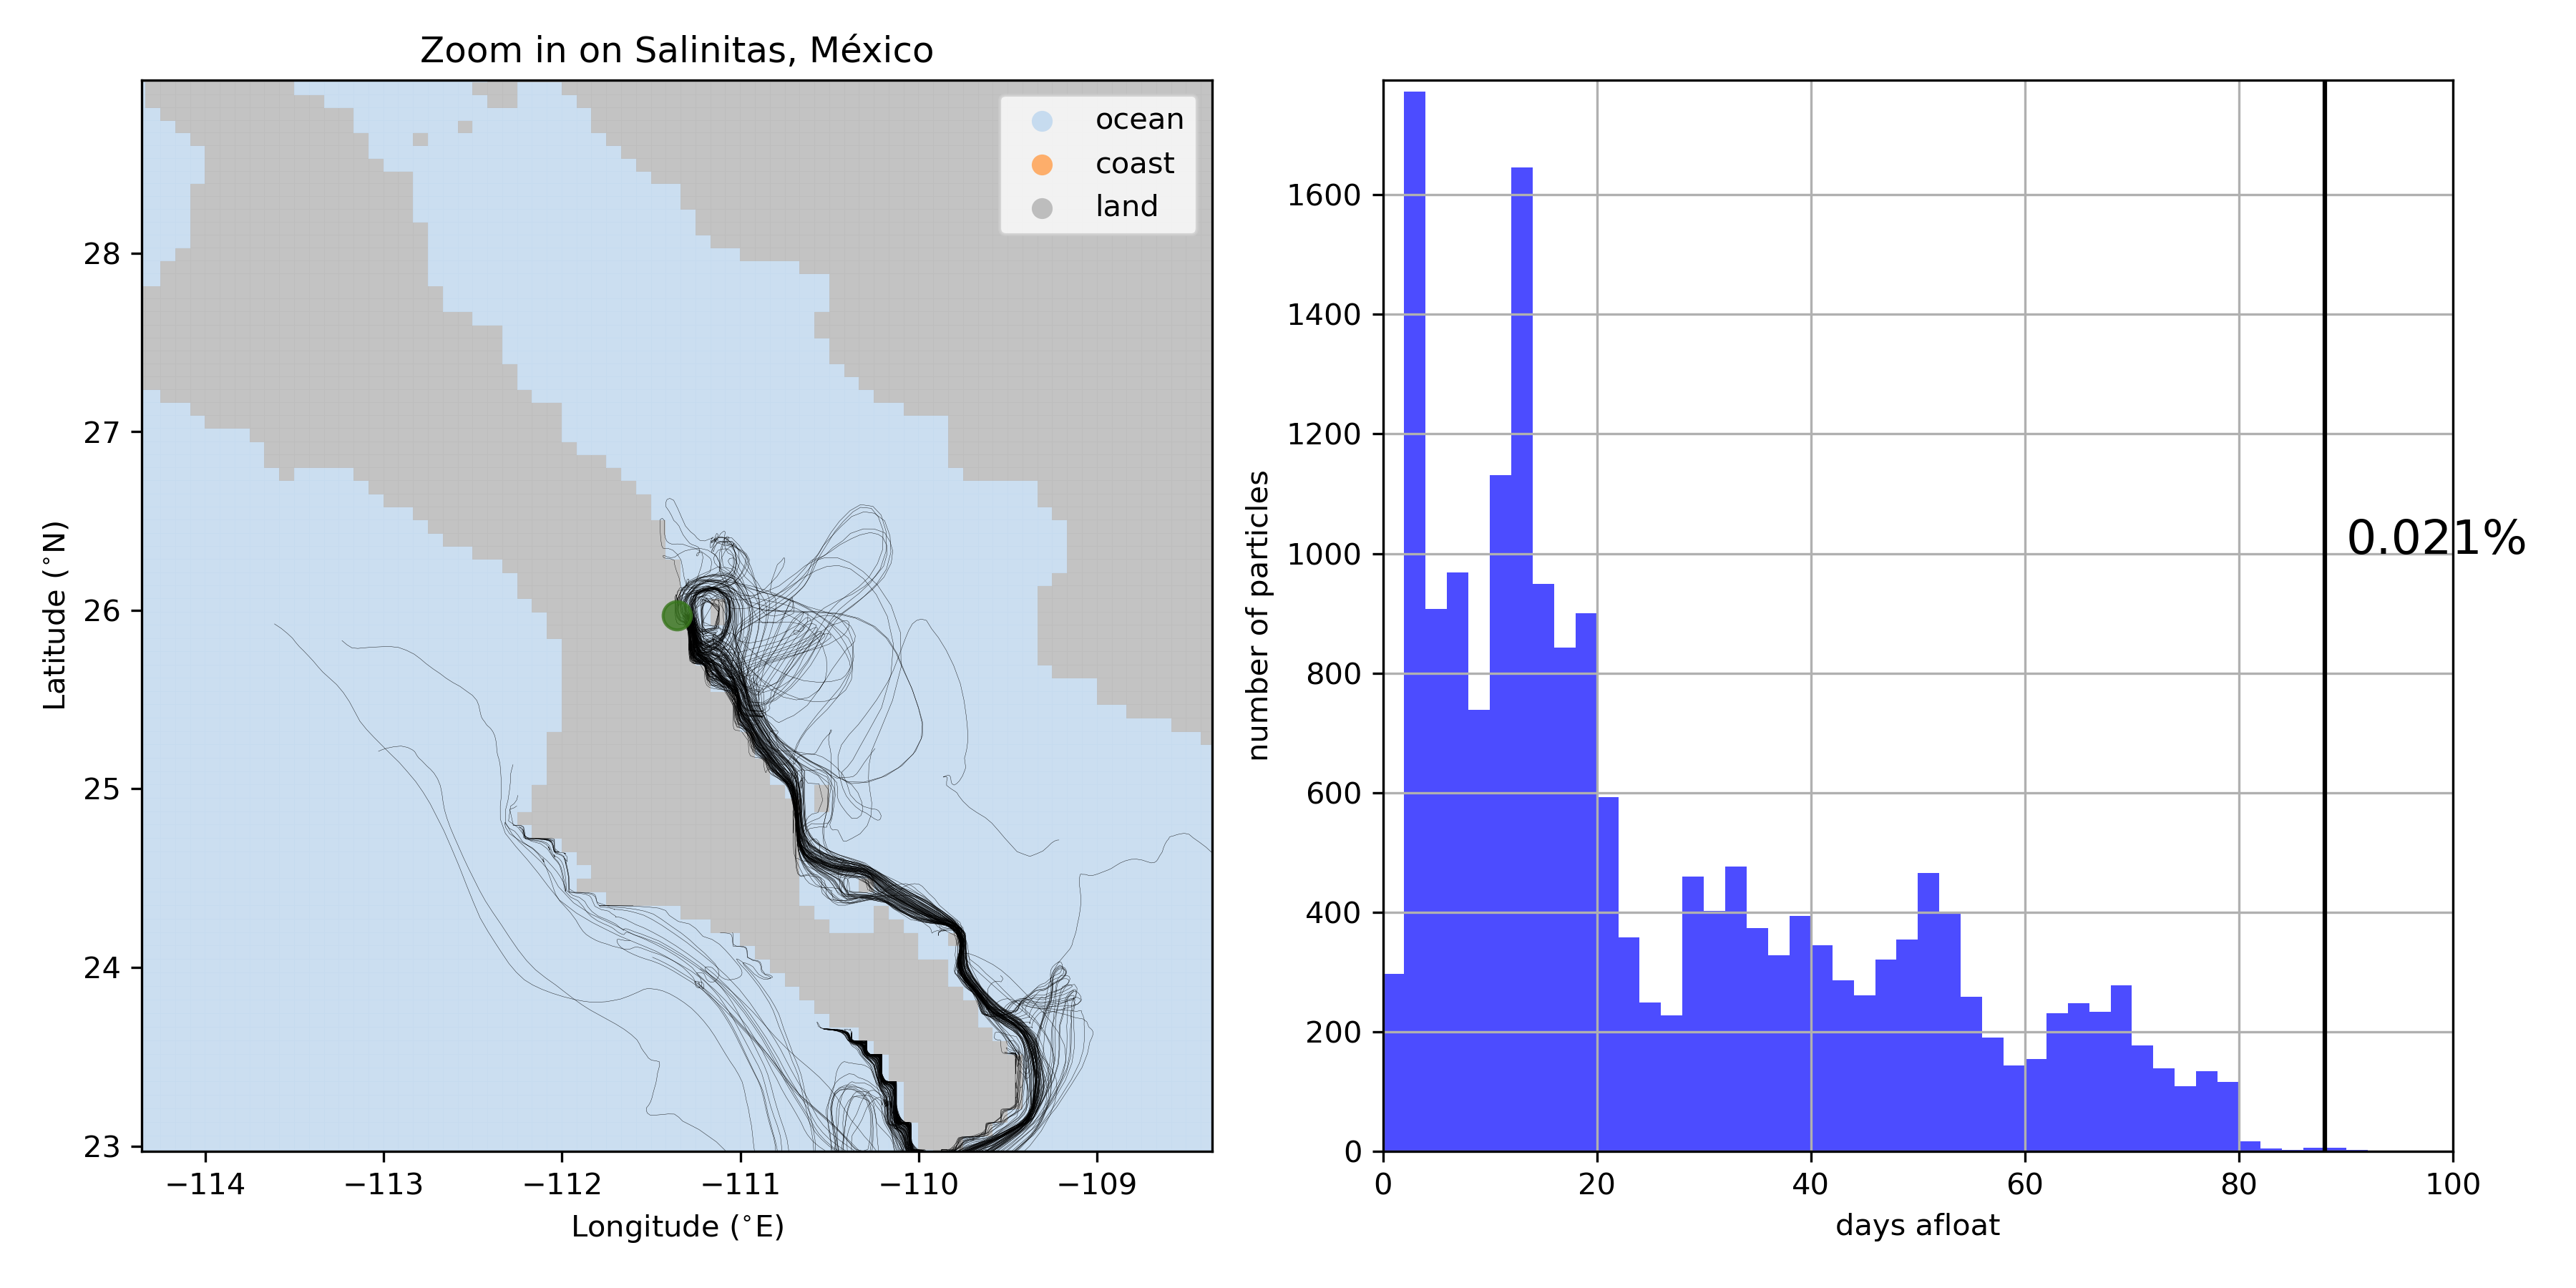 Zoom in on Salinitas, México
ocean
coast
land
28
27
26
25
24
23
Latitude (°N)
−114 −113 −112 −111 −110 −109
Longitude (°E)
1600
1400
1200
1000
800
600
400
200
0
number of particles
0.021%
0 20 40 60 80 100
days afloat